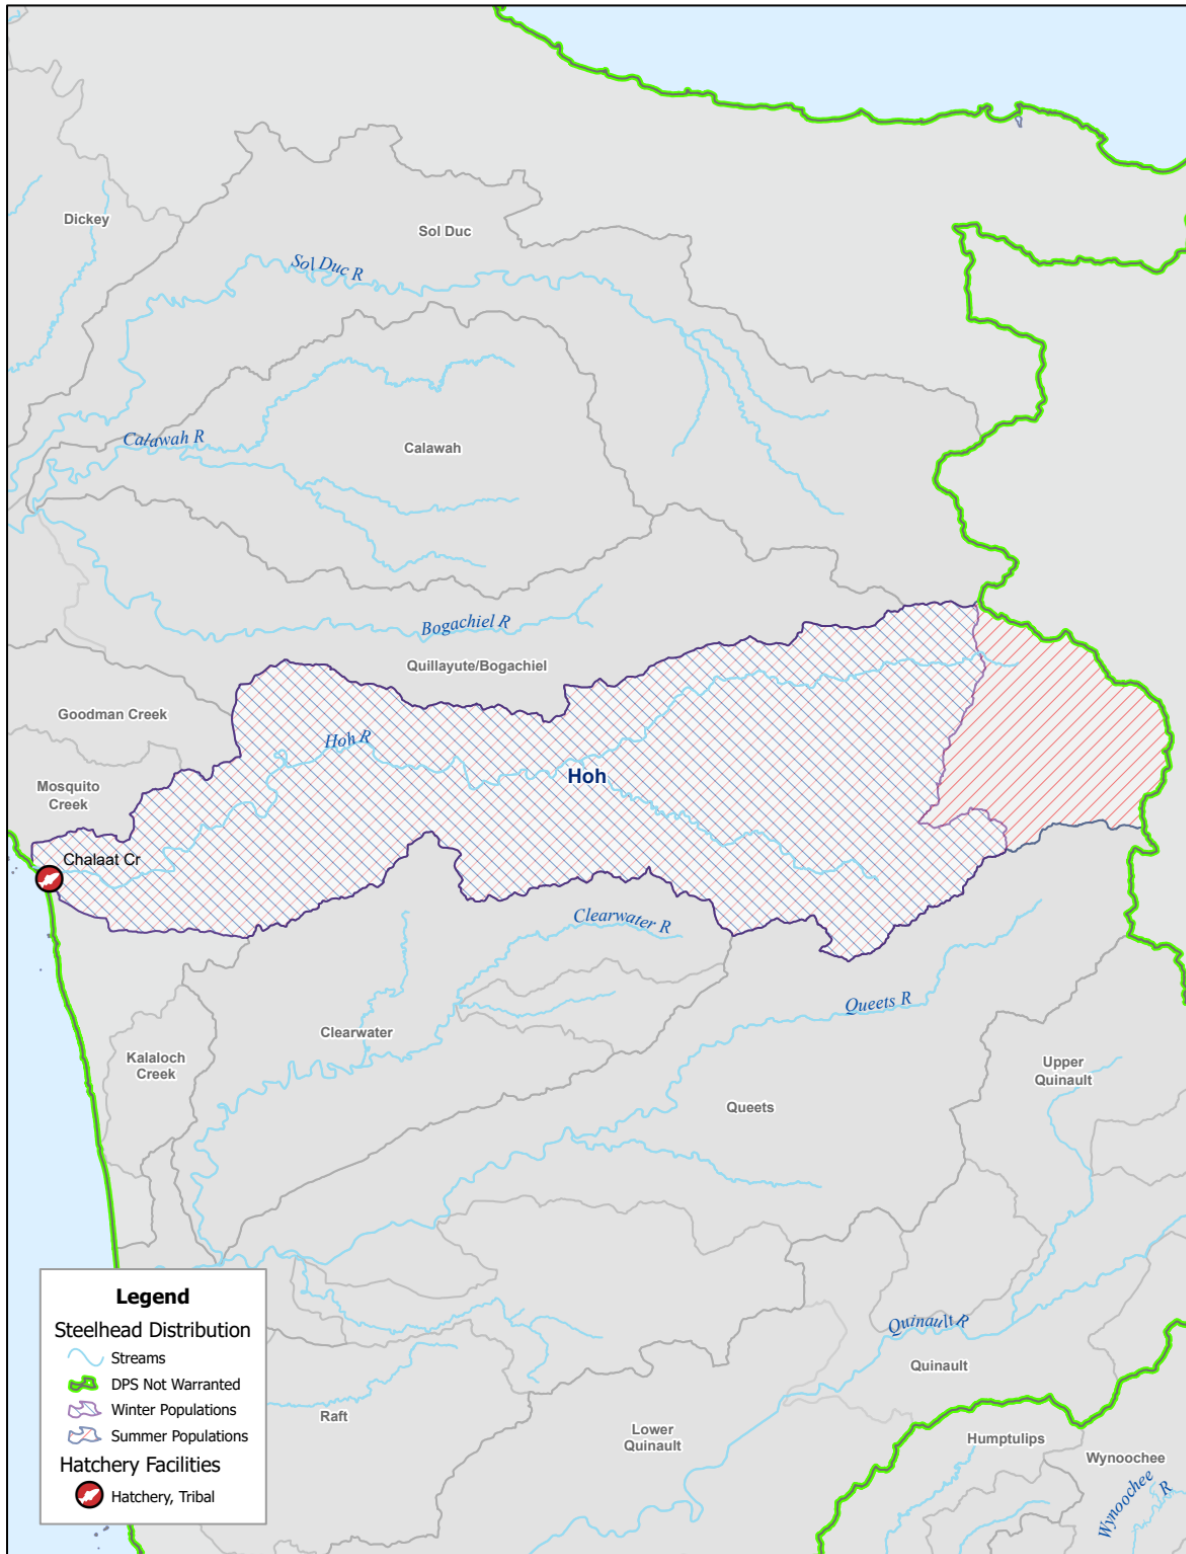 Dickey
Sol Duc
Sol Duc R
Calawah R
Calawah
Bogachiel R
Quillayute/Bogachiel
Goodman Creek
Hoh R
Hoh
Mosquito
Creek
Chalaat Cr
Clearwater R
Queets R
Clearwater
Kalaloch
Creek
Upper
Quinault
Queets
Legend
Steelhead Distribution
Streams
DPS Not Warranted
Winter Populations
Summer Populations
Hatchery Facilities
Hatchery, Tribal
Quinault R
Quinault
Raft
Lower
Quinault
Humptulips
Wynoochee
Wynoochee
R